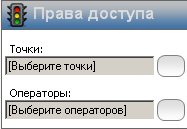 Права доступа
Точки:
[Выберите точки]
Операторы:
[Выберите операторов]